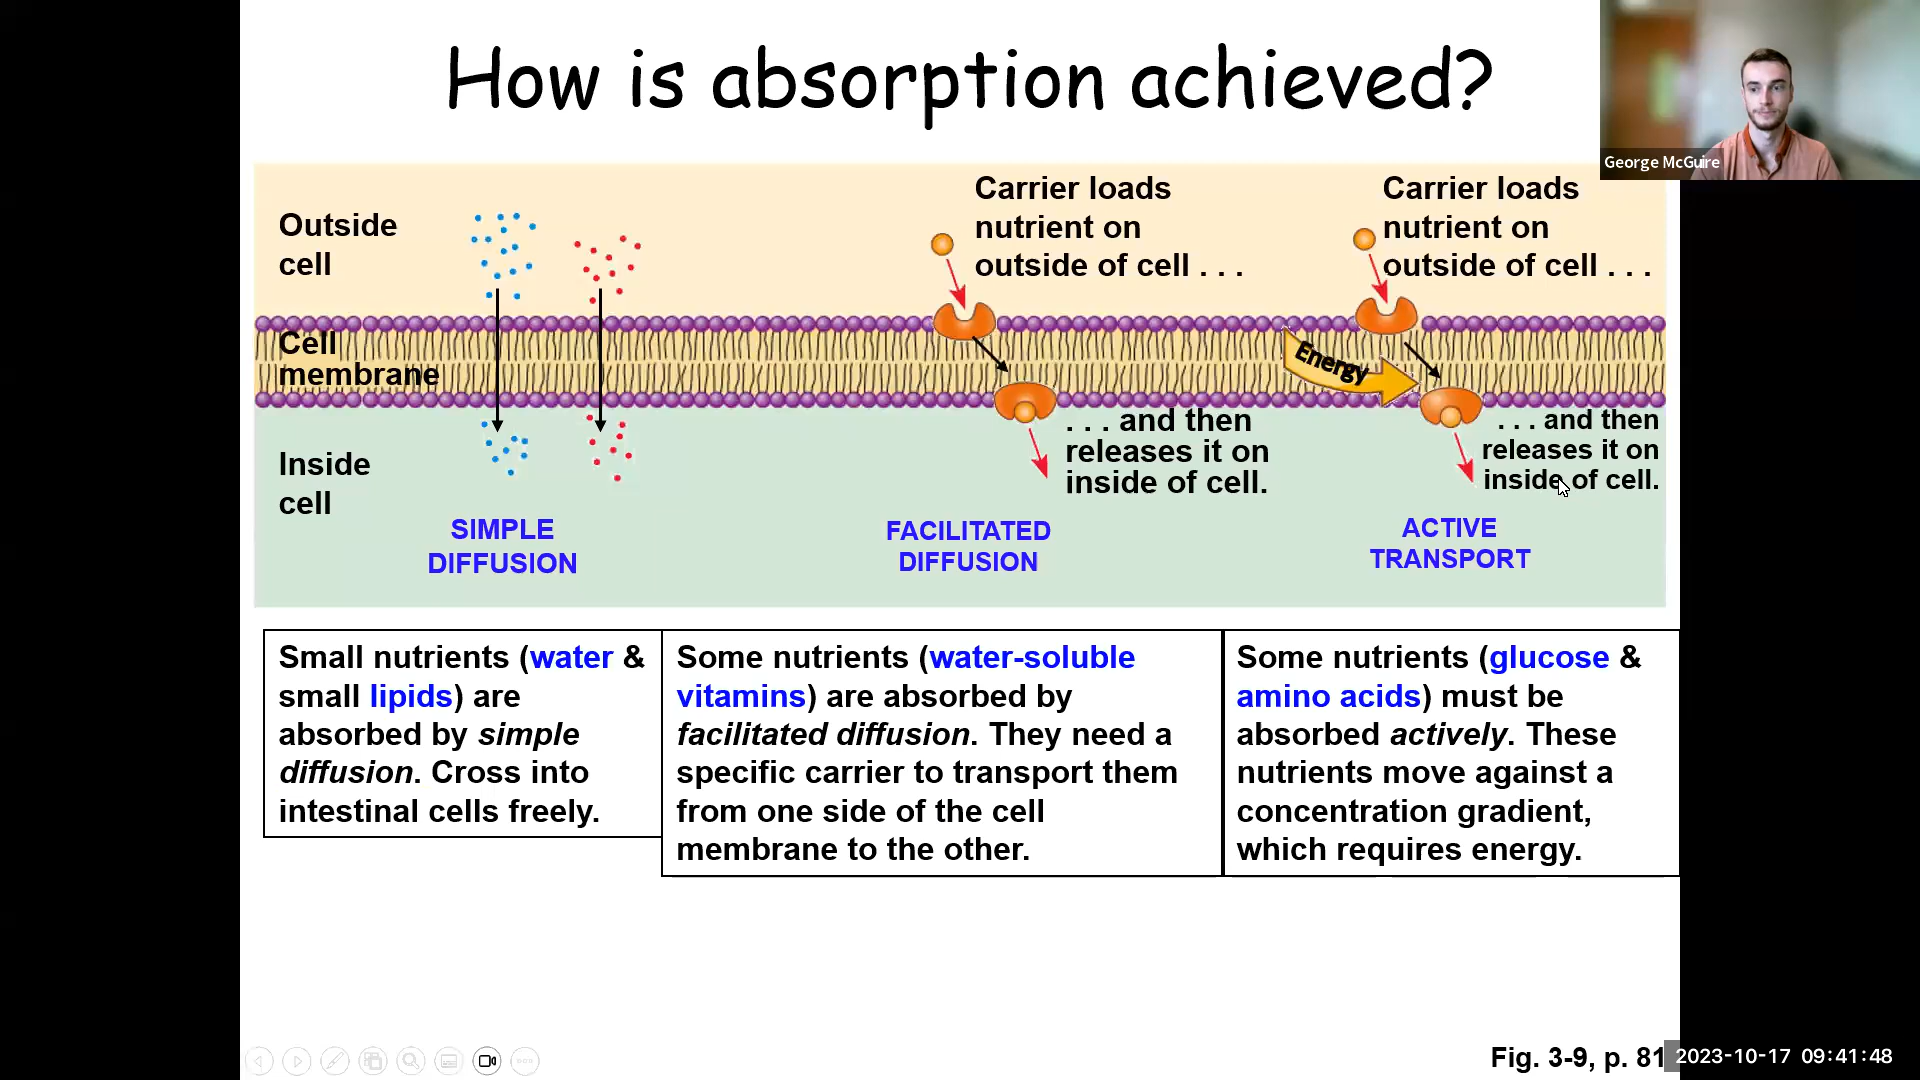 How is absorption achieved?
George McGuire
Outside
cell
Carrier loads
nutrient on
outside of cell . . .
Carrier loads
nutrient on
outside of cell . . .
Cell
membrane
Energy
Inside
cell
. . . and then
releases it on
inside of cell.
. . . and then
releases it on
inside of cell.
SIMPLE
DIFFUSION
FACILITATED
DIFFUSION
ACTIVE
TRANSPORT
Small nutrients (water &
small lipids) are
absorbed by simple
diffusion. Cross into
intestinal cells freely.
Some nutrients (water-soluble
vitamins) are absorbed by
facilitated diffusion. They need a
specific carrier to transport them
from one side of the cell
membrane to the other.
Some nutrients (glucose &
amino acids) must be
absorbed actively. These
nutrients move against a
concentration gradient,
which requires energy.
Fig. 3-9, p. 81
2023-10-17 09:41:48